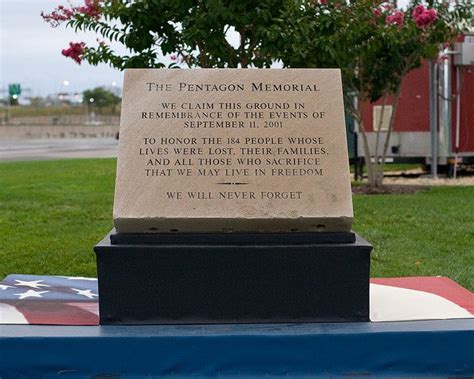 THE PENTAGON MEMORIAL
WE CLAIM THIS GROUND IN
REMEMBRANCE OF THE EVENTS OF
SEPTEMBER 11, 2001
TO HONOR THE 184 PEOPLE WHOSE
LIVES WERE LOST, THEIR FAMILIES,
AND ALL THOSE WHO SACRIFICE
THAT WE MAY LIVE IN FREEDOM
WE WILL NEVER FORGET